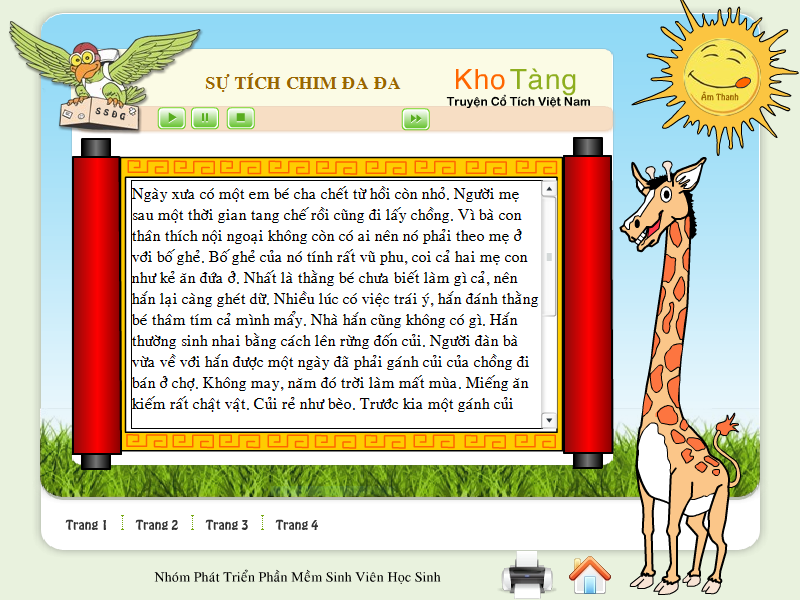 SỰ TÍCH CHIM ĐA ĐA
Kho Tàng
Truyện Cổ Tích Việt Nam
Âm Thanh
SSDG
Ngày xưa có một em bé cha chết từ hồi còn nhỏ. Người mẹ
sau một thời gian tang chế rồi cũng đi lấy chồng. Vì bà con
thân thích nội ngoại không còn có ai nên nó phải theo mẹ ở
với bố ghẻ. Bố ghẻ của nó tính rất vũ phu, coi cả hai mẹ con
như kẻ ăn đứa ở. Nhất là thằng bé chưa biết làm gì cả, nên
hắn lại càng ghét dữ. Nhiều lúc có việc trái ý, hắn đánh thằng
bé thâm tím cả mình mẩy. Nhà hắn cũng không có gì. Hắn
thường sinh nhai bằng cách lên rừng đốn củi. Người đàn bà
vừa về với hắn được một ngày đã phải gánh củi của chồng đi
bán ở chợ. Không may, năm đó trời làm mất mùa. Miếng ăn
kiếm rất chật vật. Củi rẻ như bèo. Trước kia một gánh củi
Trang 1
Trang 2
Trang 3
Trang 4
Nhóm Phát Triển Phần Mềm Sinh Viên Học Sinh